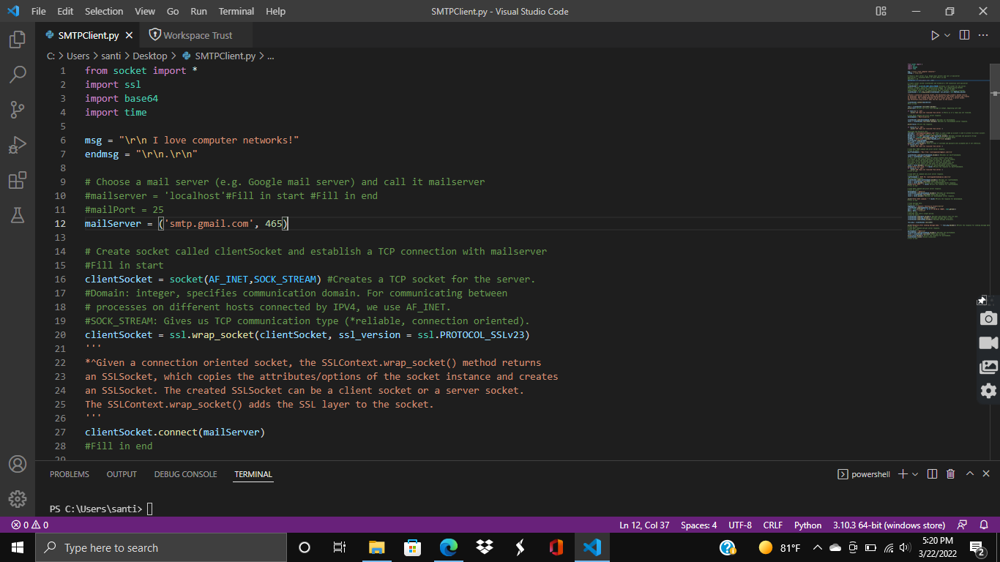 File Edit Selection View Go Run Terminal Help
SMTPClient.py - Visual Studio Code
SMTPClient.py
Workspace Trust
C: > Users > santi > Desktop > SMTPClient.py > ...
1 from socket import *
2 import ssl
3 import base64
4 import time
5
6 msg = "\r\n I love computer networks!"
7 endmsg = "\r\n.\r\n"
8
9 # Choose a mail server (e.g. Google mail server) and call it mailserver
10 #mailserver = 'localhost'#Fill in start #Fill in end
11 #mailPort = 25
12 mailServer = ('smtp.gmail.com', 465)
13
14 # Create socket called clientSocket and establish a TCP connection with mailserver
15 #Fill in start
16 clientSocket = socket(AF_INET,SOCK_STREAM) #Creates a TCP socket for the server.
17 #Domain: integer, specifies communication domain. For communicating between
18 # processes on different hosts connected by IPV4, we use AF_INET.
19 #SOCK_STREAM: Gives us TCP communication type (*reliable, connection oriented).
20 clientSocket = ssl.wrap_socket(clientSocket, ssl_version = ssl.PROTOCOL_SSLv23)
21 '''
22 *^Given a connection oriented socket, the SSLContext.wrap_socket() method returns
23 an SSLSocket, which copies the attributes/options of the socket instance and creates
24 an SSLSocket. The created SSLSocket can be a client socket or a server socket.
25 The SSLContext.wrap_socket() adds the SSL layer to the socket.
26 '''
27 clientSocket.connect(mailServer)
28 #Fill in end
29
PROBLEMS OUTPUT DEBUG CONSOLE TERMINAL
powershell
PS C:\Users\santi>
0 0
Ln 12, Col 37 Spaces: 4 UTF-8 CRLF Python 3.10.3 64-bit (windows store)
Type here to search
81°F
5:20 PM
3/22/2022
2